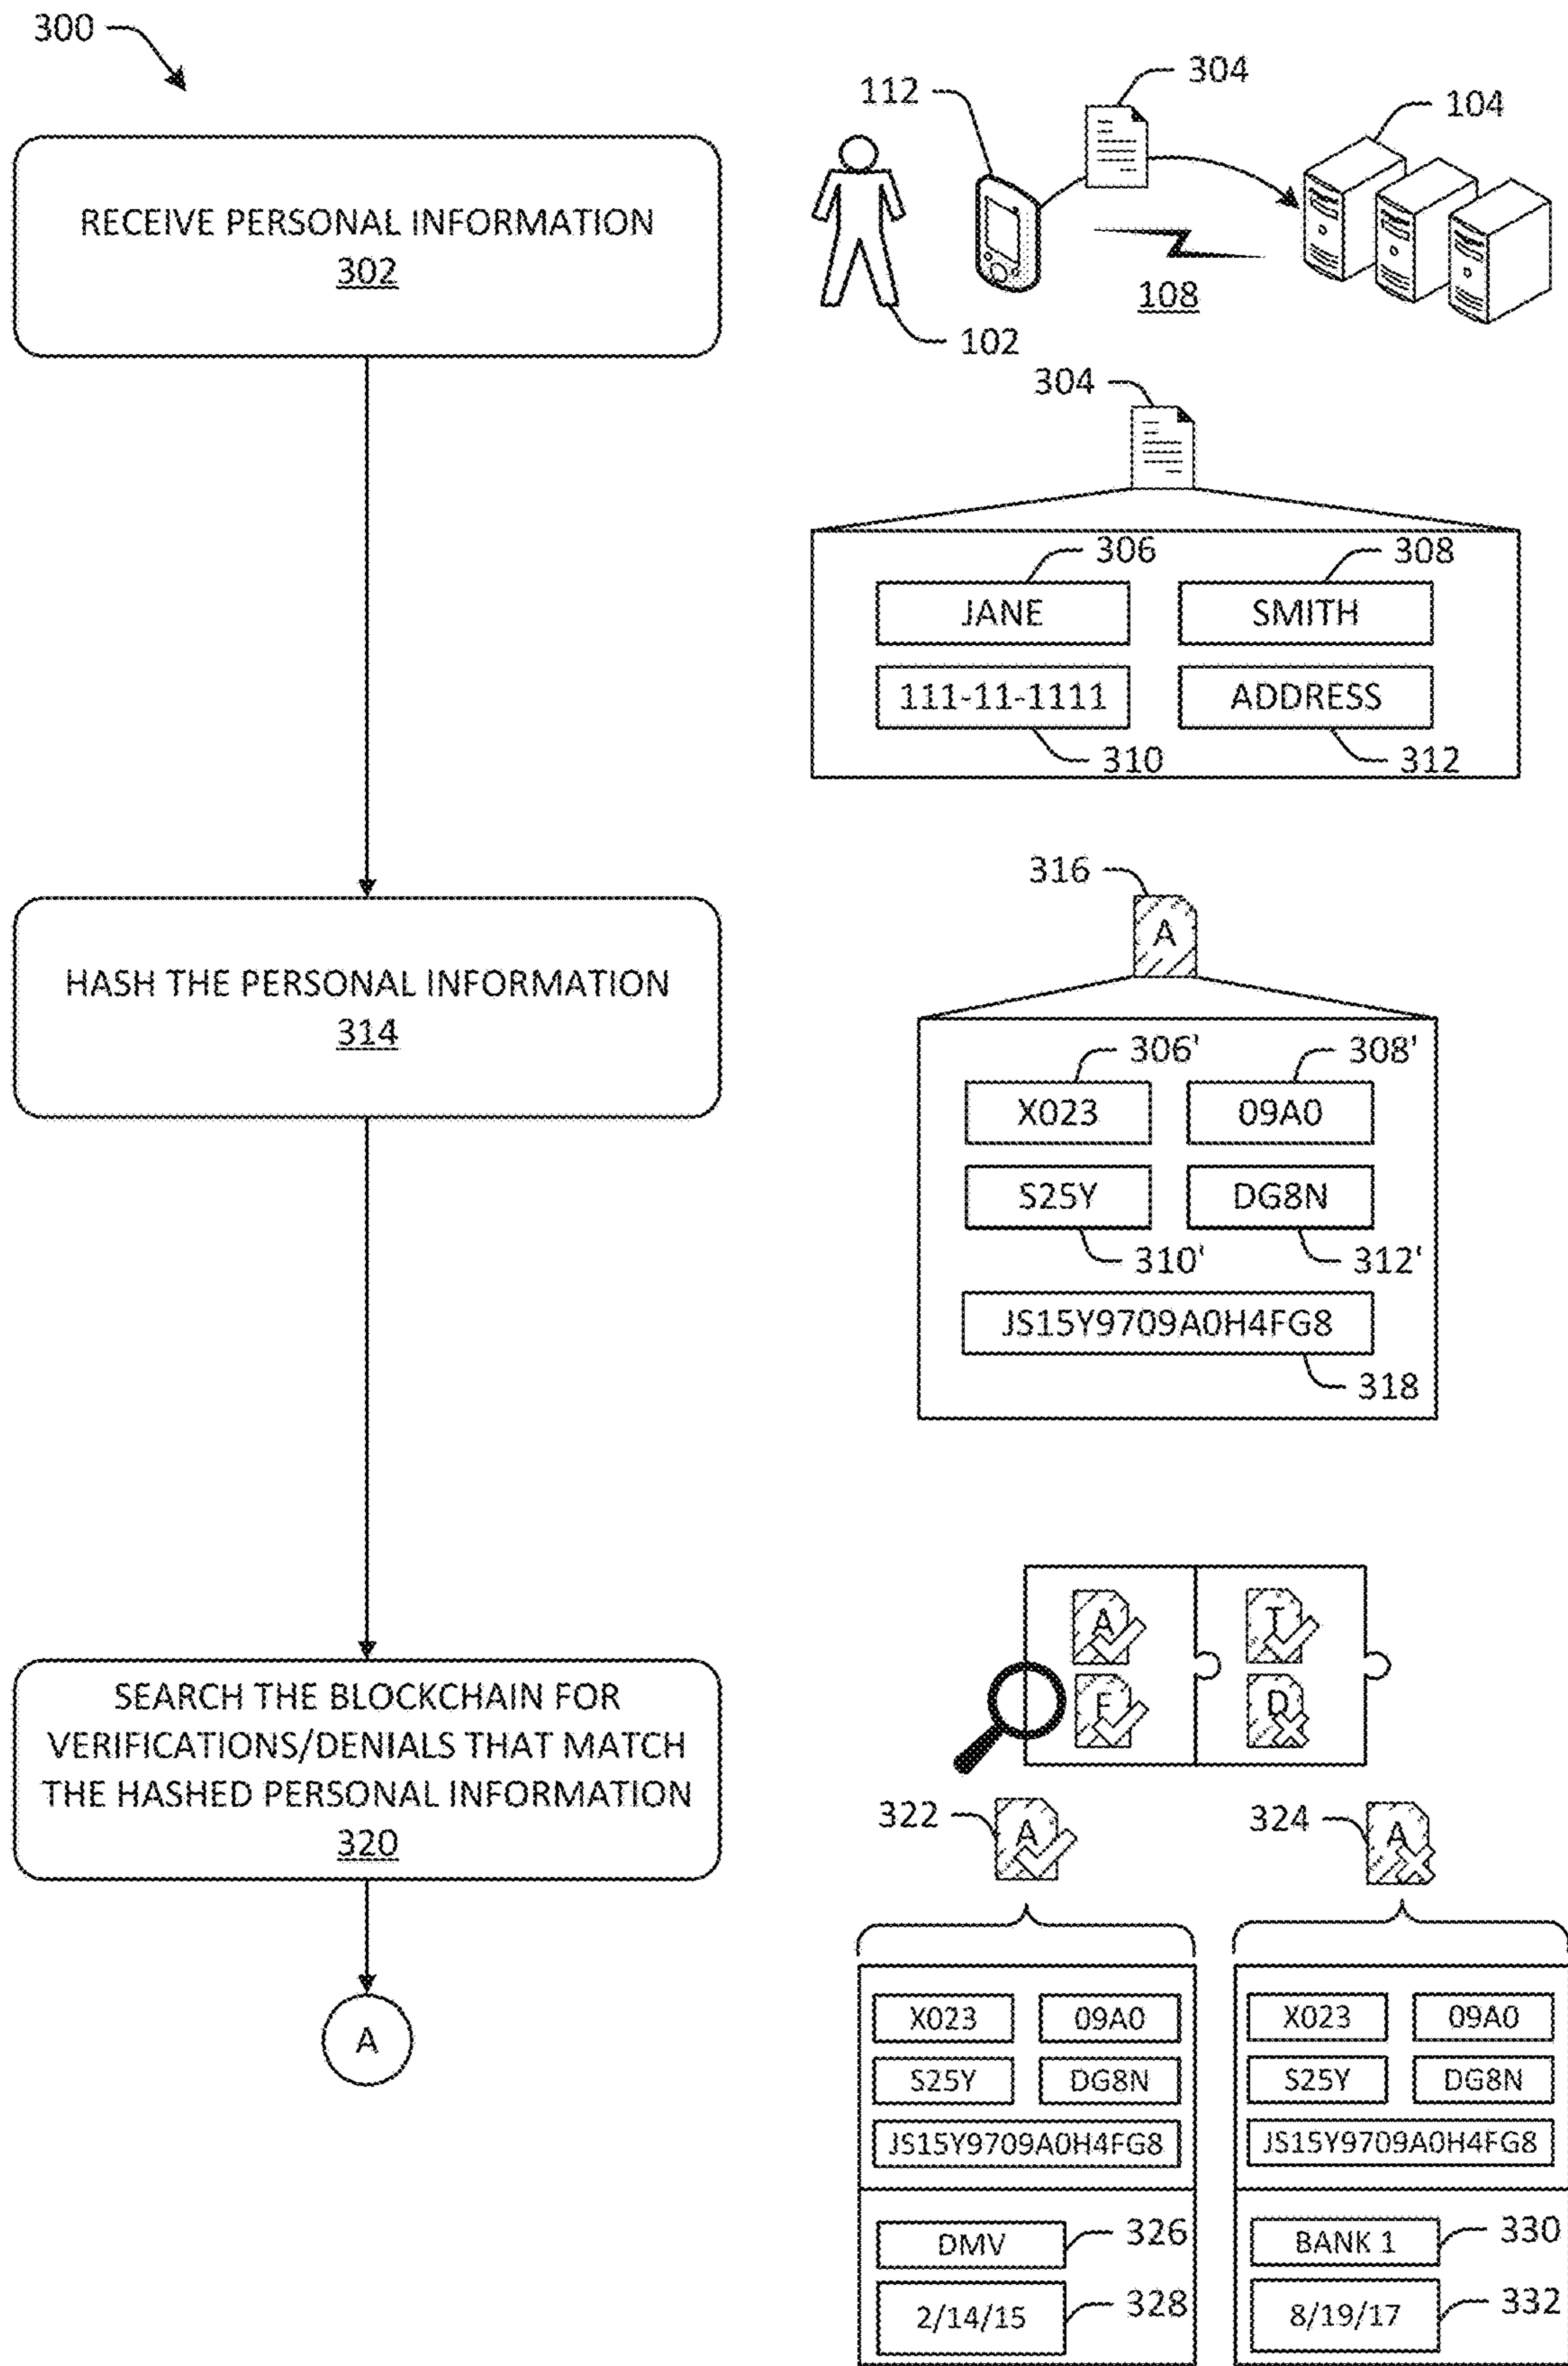 300
304
112
104
RECEIVE PERSONAL INFORMATION
302
108
102
304
306
308
JANE
SMITH
111-11-1111
ADDRESS
310
312
316
A
HASH THE PERSONAL INFORMATION
314
306'
308'
X023
09A0
S25Y
DG8N
310'
312'
JS15Y9709A0H4FG8
318
A
T
F
D
SEARCH THE BLOCKCHAIN FOR
VERIFICATIONS/DENIALS THAT MATCH
THE HASHED PERSONAL INFORMATION
320
322
A
324
A
A
X023
09A0
X023
09A0
S25Y
DG8N
S25Y
DG8N
JS15Y9709A0H4FG8
JS15Y9709A0H4FG8
DMV
326
BANK 1
330
2/14/15
328
8/19/17
332